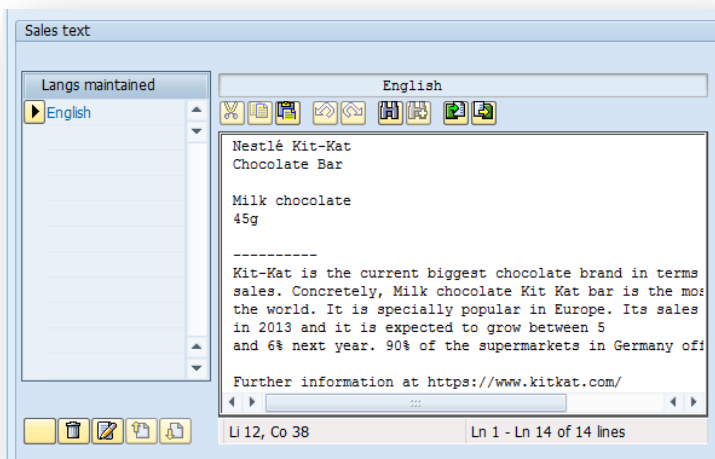 Sales text
Langs maintained
English
English
Nestlé Kit-Kat
Chocolate Bar
Milk chocolate
45g
----------
Kit-Kat is the current biggest chocolate brand in terms
sales. Concretely, Milk chocolate Kit Kat bar is the
the world. It is specially popular in Europe. Its sales
in 2013 and it is expected to grow between 5
and 6% next year. 90% of the supermarkets in Germany
Further information at https://www.kitkat.com/
Li 12, Co 38
Ln 1 - Ln 14 of 14 lines